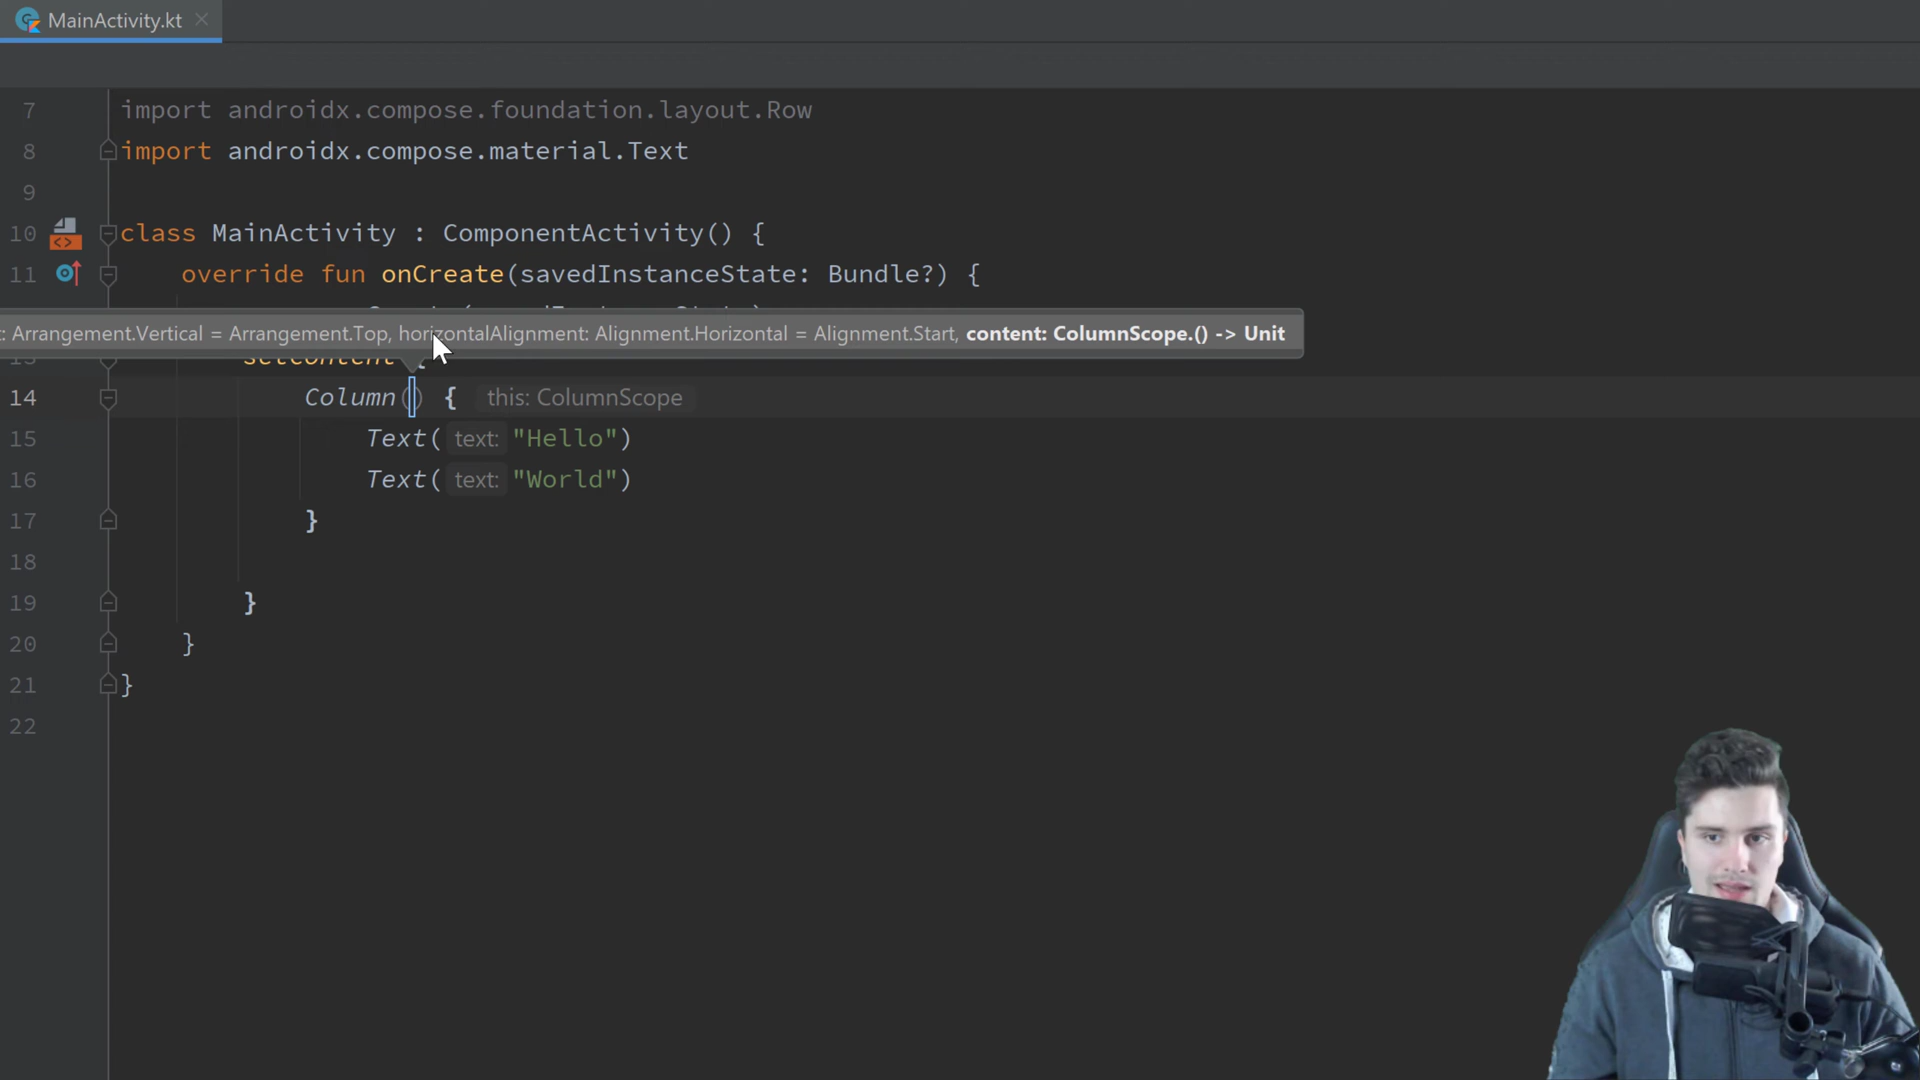 MainActivity.kt
7 import androidx.compose.foundation.layout.Row
8 import androidx.compose.material.Text
9
10 class MainActivity : ComponentActivity() {
11 override fun onCreate(savedInstanceState: Bundle?) {
: Arrangement.Vertical = Arrangement.Top, horizontalAlignment: Alignment.Horizontal = Alignment.Start, content: ColumnScope.() -> Unit
13 setContent {
14 Column() { this: ColumnScope
15 Text( text: "Hello")
16 Text( text: "World")
17 }
18
19 }
20 }
21 }
22